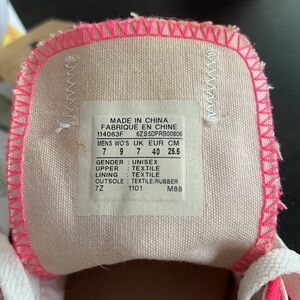 MADE IN CHINA
FABRIQUE EN CHINE
114063F 6ZS5DPRB00806
MENS WO'S UK EUR CM
7 9 7 40 25.5
GENDER : UNISEX
UPPER : TEXTILE
LINING : TEXTILE
OUTSOLE : TEXTILE/RUBBER
7Z 1101 M88